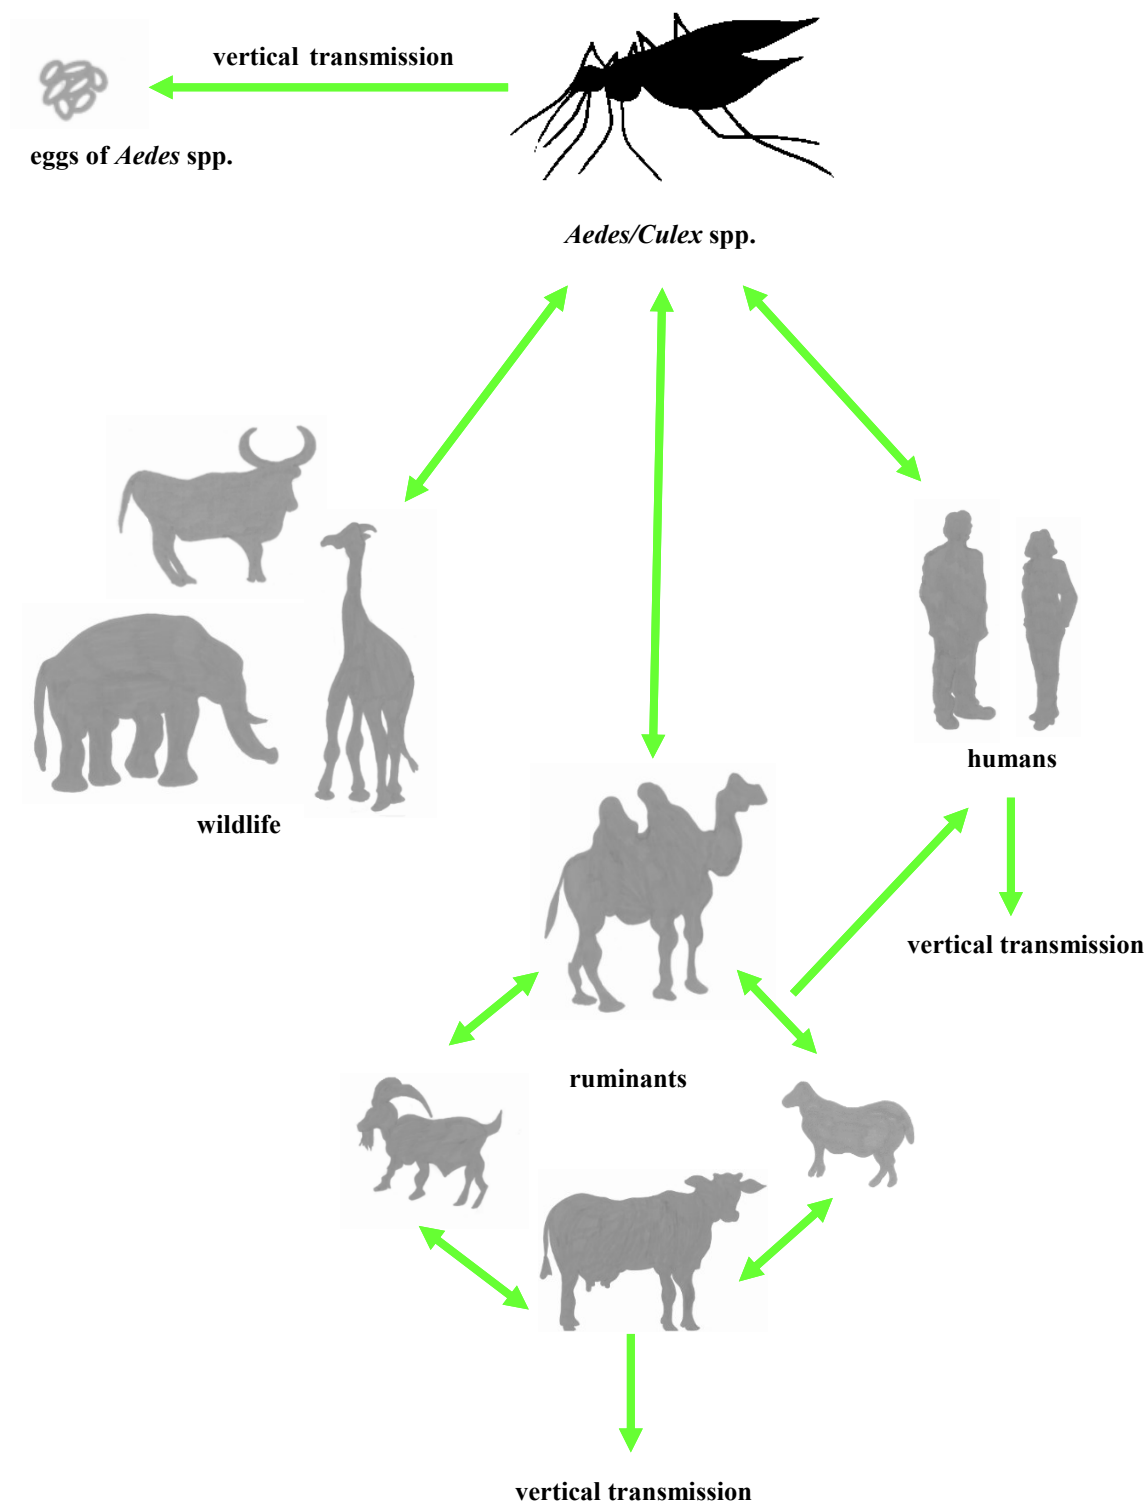 vertical transmission
eggs of Aedes spp.
Aedes/Culex spp.
wildlife
humans
vertical transmission
ruminants
vertical transmission